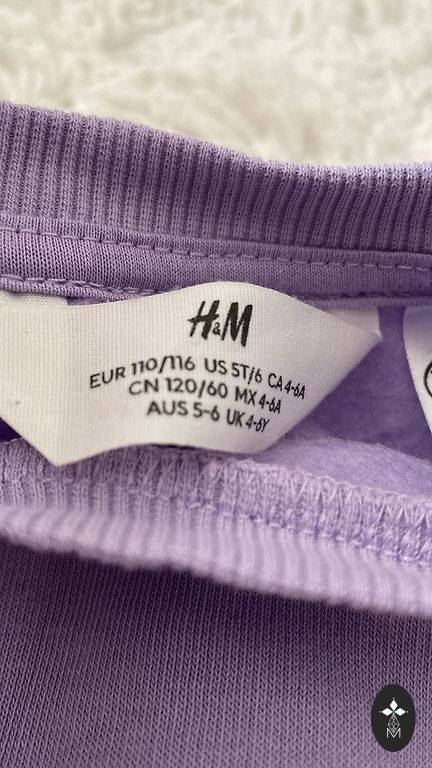 H&M
EUR 110/116 US 5T/6 CA 4-6A
CN 120/60 MX 4-6A
AUS 5-6 UK 4-6Y
M